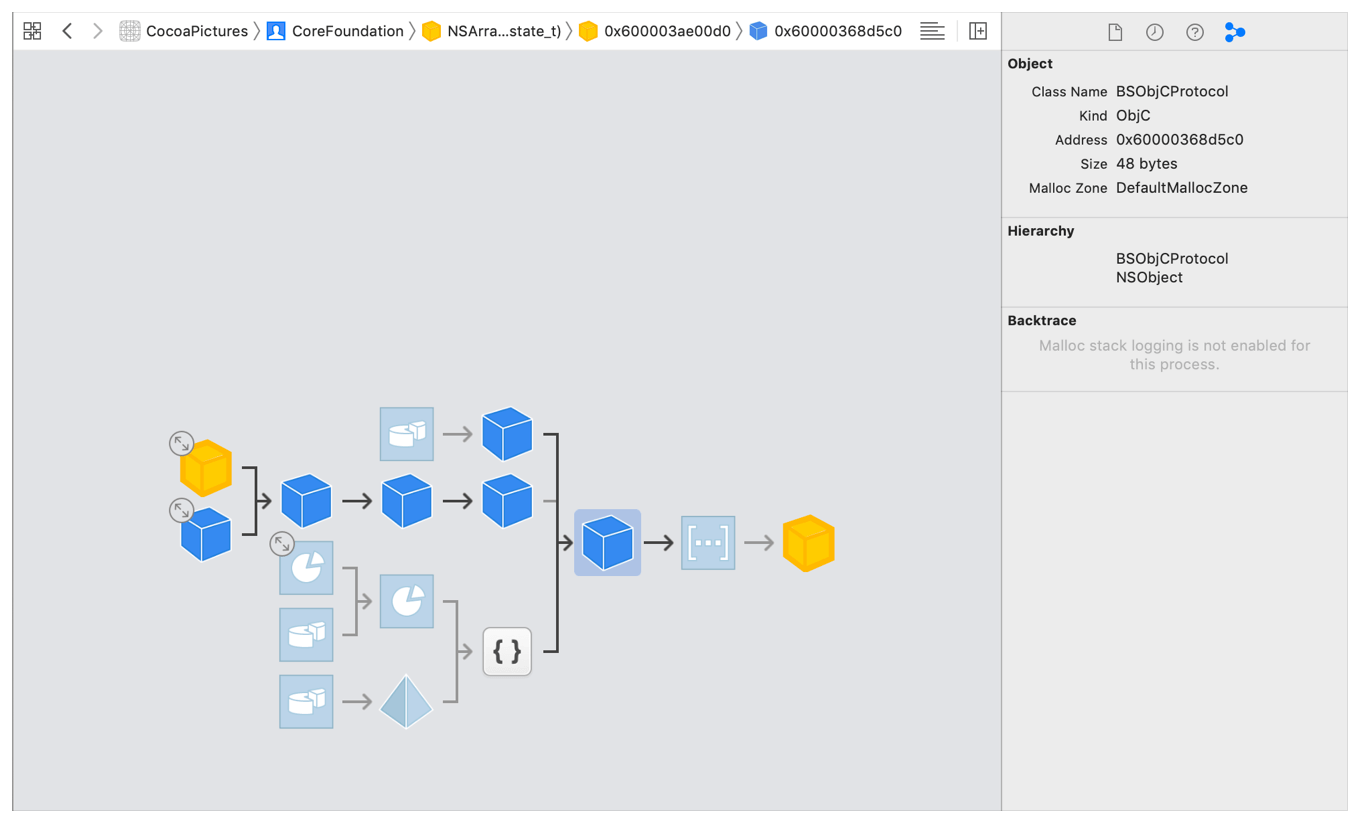 CocoaPictures CoreFoundation NSArra...state_t) 0x600003ae00d0 0x60000368d5c0
Object
Class Name BSObjCProtocol
Kind ObjC
Address 0x60000368d5c0
Size 48 bytes
Malloc Zone DefaultMallocZone
Hierarchy
BSObjCProtocol
NSObject
Backtrace
Malloc stack logging is not enabled for
this process.
{ }